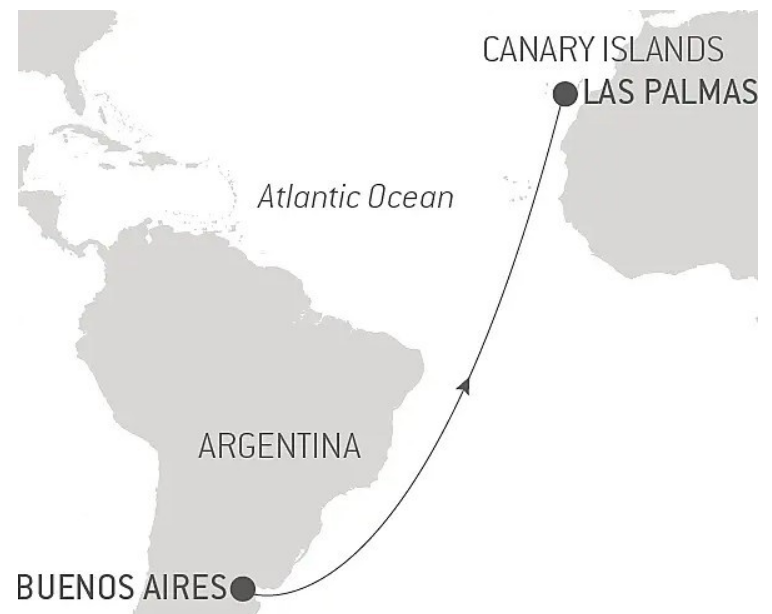 CANARY ISLANDS
LAS PALMAS
Atlantic Ocean
ARGENTINA
BUENOS AIRES